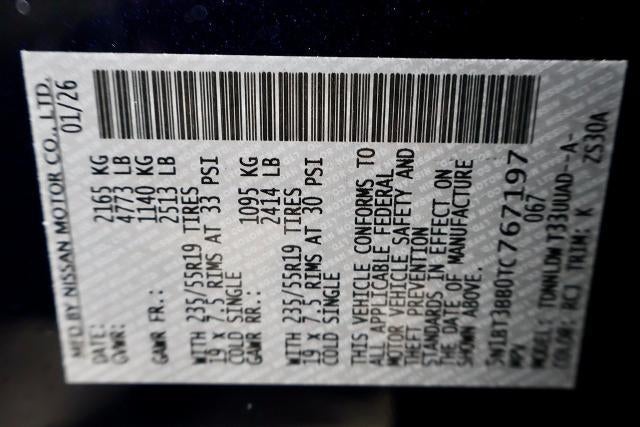 MFD BY NISSAN MOTOR CO., LTD.
DATE: 01/26
GVWR: 2165 KG
4773 LB
GAWR FR.: 1140 KG
2513 LB
WITH 235/55R19 TIRES
19 x 7.5 RIMS AT 33 PSI
COLD SINGLE
GAWR RR.: 1095 KG
2414 LB
WITH 235/55R19 TIRES
19 x 7.5 RIMS AT 30 PSI
COLD SINGLE
THIS VEHICLE CONFORMS TO
ALL APPLICABLE FEDERAL
MOTOR VEHICLE SAFETY AND
THEFT PREVENTION
STANDARDS IN EFFECT ON
THE DATE OF MANUFACTURE
SHOWN ABOVE.
5N1BT3BB0TC767197
MPV 067
MODEL: TDNNLDW T33UUAD--A-
COLOR: RCJ TRIM: K ZS30A